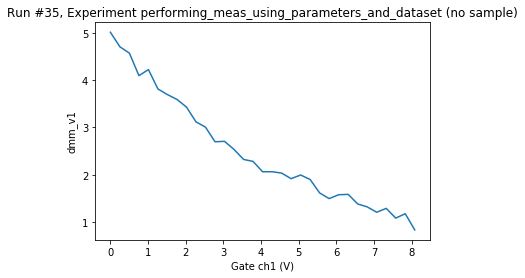 Run #35, Experiment performing_meas_using_parameters_and_dataset (no sample)
5
4
3
2
1
dmm_v1
0 1 2 3 4 5 6 7 8
Gate ch1 (V)